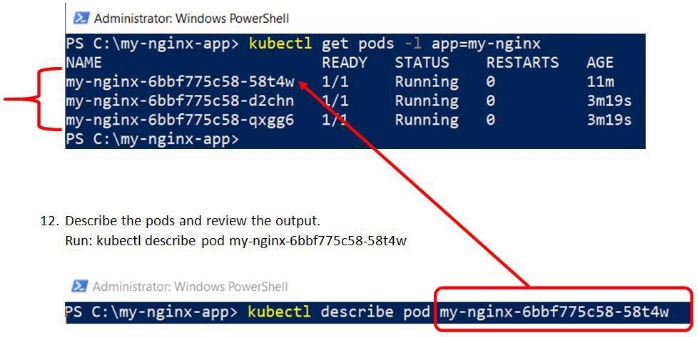 Administrator: Windows PowerShell
PS C:\my-nginx-app> kubectl get pods -l app=my-nginx
NAME READY STATUS RESTARTS AGE
my-nginx-6bbf775c58-58t4w 1/1 Running 0 11m
my-nginx-6bbf775c58-d2chn 1/1 Running 0 3m19s
my-nginx-6bbf775c58-qxgg6 1/1 Running 0 3m19s
PS C:\my-nginx-app>
12. Describe the pods and review the output.
Run: kubectl describe pod my-nginx-6bbf775c58-58t4w
Administrator: Windows PowerShell
PS C:\my-nginx-app> kubectl describe pod my-nginx-6bbf775c58-58t4w